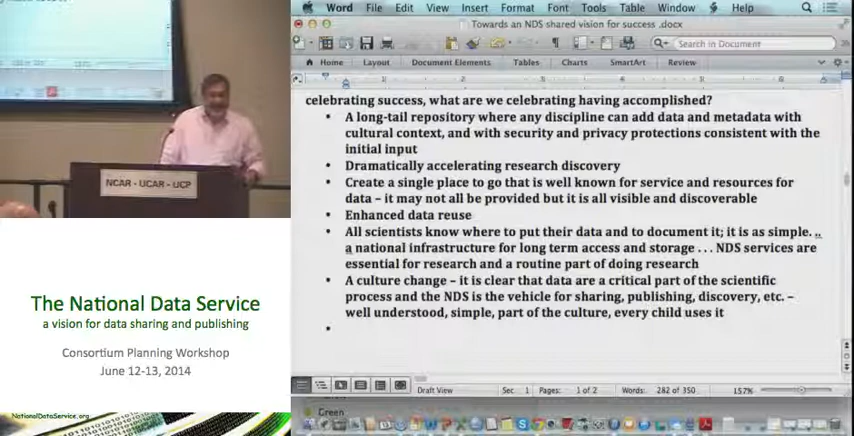 Word File Edit View Insert Format Font Tools Table Window Help
Towards an NDS shared vision for success .docx
Search in Document
Home Layout Document Elements Tables Charts SmartArt Review
celebrating success, what are we celebrating having accomplished?
• A long-tail repository where any discipline can add data and metadata with
cultural context, and with security and privacy protections consistent with the
initial input
• Dramatically accelerating research discovery
• Create a single place to go that is well known for service and resources for
data – it may not all be provided but it is all visible and discoverable
• Enhanced data reuse
• All scientists know where to put their data and to document it; it is as simple. ..
a national infrastructure for long term access and storage ... NDS services are
essential for research and a routine part of doing research
• A culture change – it is clear that data are a critical part of the scientific
process and the NDS is the vehicle for sharing, publishing, discovery, etc. –
well understood, simple, part of the culture, every child uses it
•
Draft View Sec 1 Pages: 1 of 2 Words: 282 of 350 157%
Green
NCAR - UCAR - UCP
The National Data Service
a vision for data sharing and publishing
Consortium Planning Workshop
June 12-13, 2014
NationalDataService.org